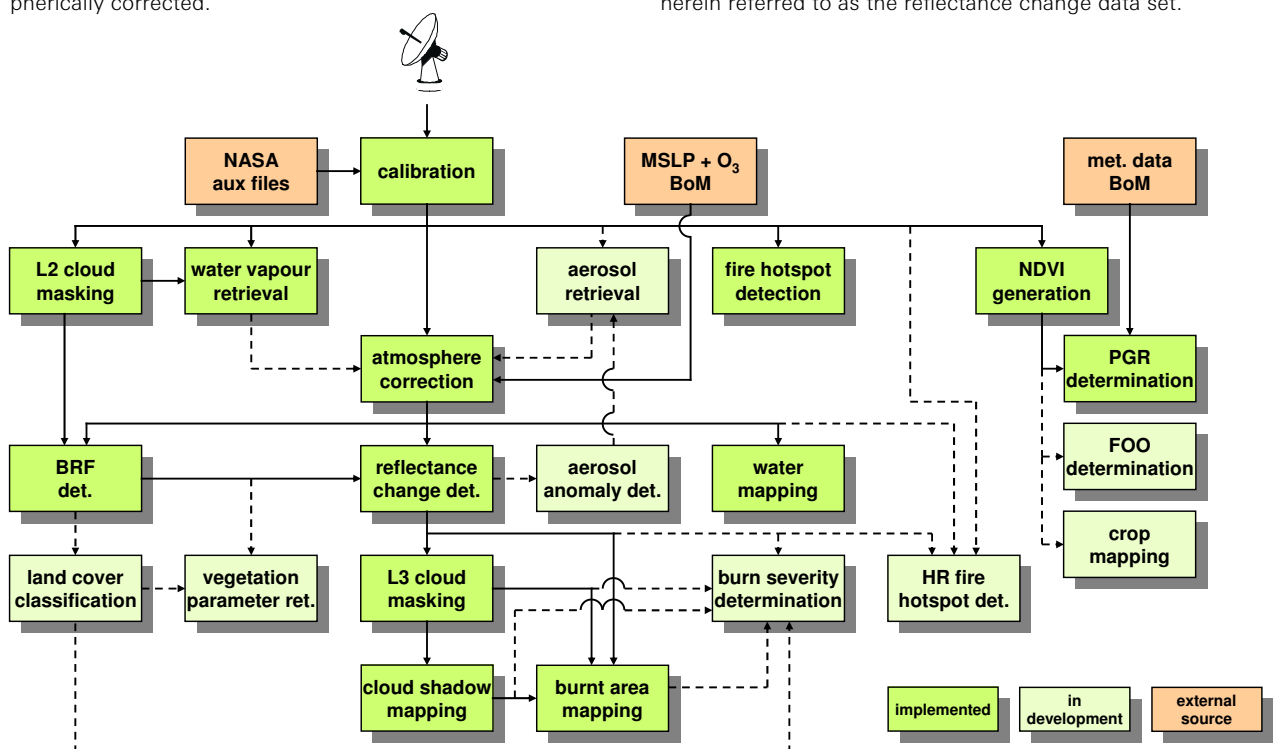 pherically corrected.
herein referred to as the reflectance change data set.
NASA
aux files
calibration
MSLP + O3
BoM
met. data
BoM
L2 cloud
masking
water vapour
retrieval
aerosol
retrieval
fire hotspot
detection
NDVI
generation
atmosphere
correction
PGR
determination
BRF
det.
reflectance
change det.
aerosol
anomaly det.
water
mapping
FOO
determination
crop
mapping
land cover
classification
vegetation
parameter ret.
L3 cloud
masking
burn severity
determination
HR fire
hotspot det.
cloud shadow
mapping
burnt area
mapping
implemented
in
development
external
source